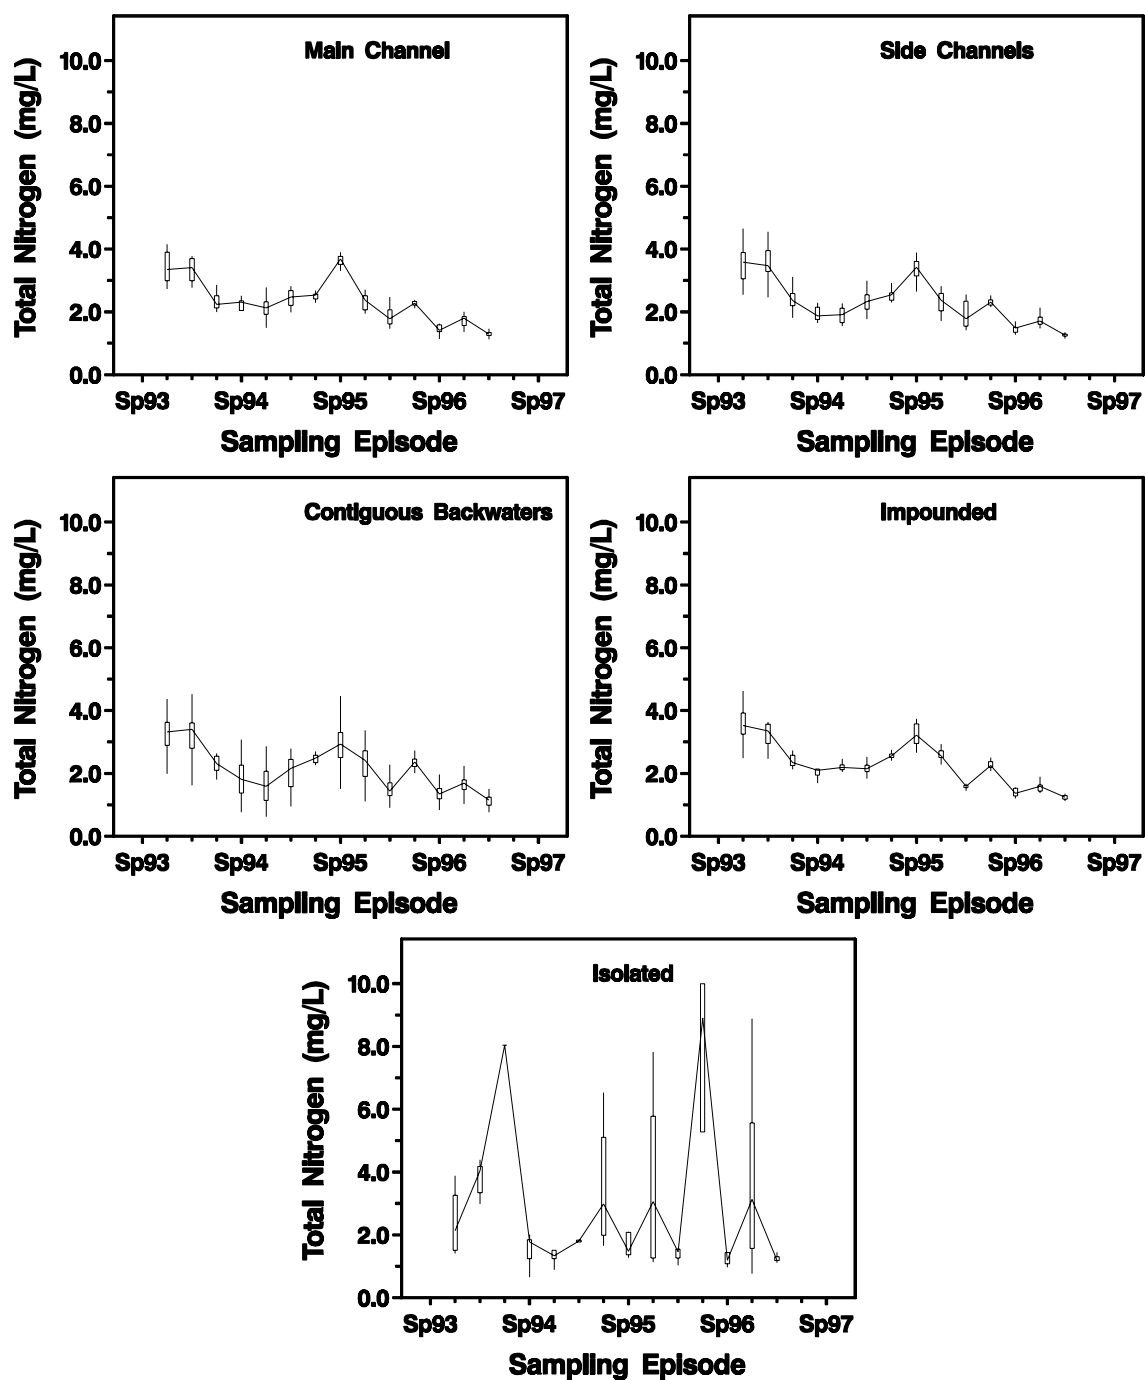 Main Channel
Total Nitrogen (mg/L)
10.0
8.0
6.0
4.0
2.0
0.0
Sp93 Sp94 Sp95 Sp96 Sp97
Sampling Episode
Side Channels
Total Nitrogen (mg/L)
10.0
8.0
6.0
4.0
2.0
0.0
Sp93 Sp94 Sp95 Sp96 Sp97
Sampling Episode
Contiguous Backwaters
Total Nitrogen (mg/L)
10.0
8.0
6.0
4.0
2.0
0.0
Sp93 Sp94 Sp95 Sp96 Sp97
Sampling Episode
Impounded
Total Nitrogen (mg/L)
10.0
8.0
6.0
4.0
2.0
0.0
Sp93 Sp94 Sp95 Sp96 Sp97
Sampling Episode
Isolated
Total Nitrogen (mg/L)
10.0
8.0
6.0
4.0
2.0
0.0
Sp93 Sp94 Sp95 Sp96 Sp97
Sampling Episode